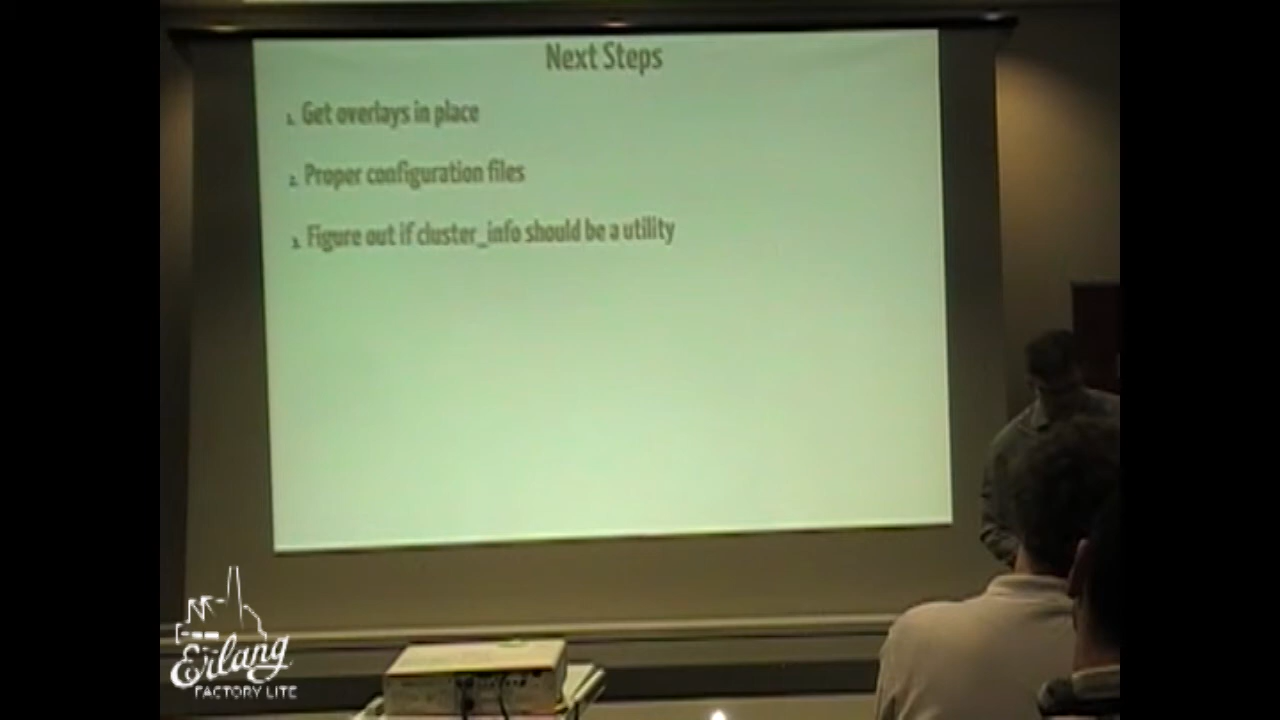 Next Steps
1. Get overlays in place
2. Proper configuration files
3. Figure out if cluster_info should be a utility
Erlang
FACTORY LITE